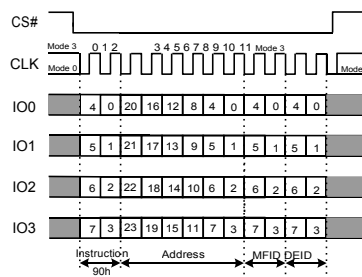 CS#
Mode 3 0 1 2 3 4 5 6 7 8 9 10 11 Mode 3
CLK
Mode 0 Mode
IO0 4 0 20 16 12 8 4 0 4 0 4 0
IO1 5 1 21 17 13 9 5 1 5 1 5 1
IO2 6 2 22 18 14 10 6 2 6 2 6 2
IO3 7 3 23 19 15 11 7 3 7 3 7 3
Instruction Address MFID DEID
90h